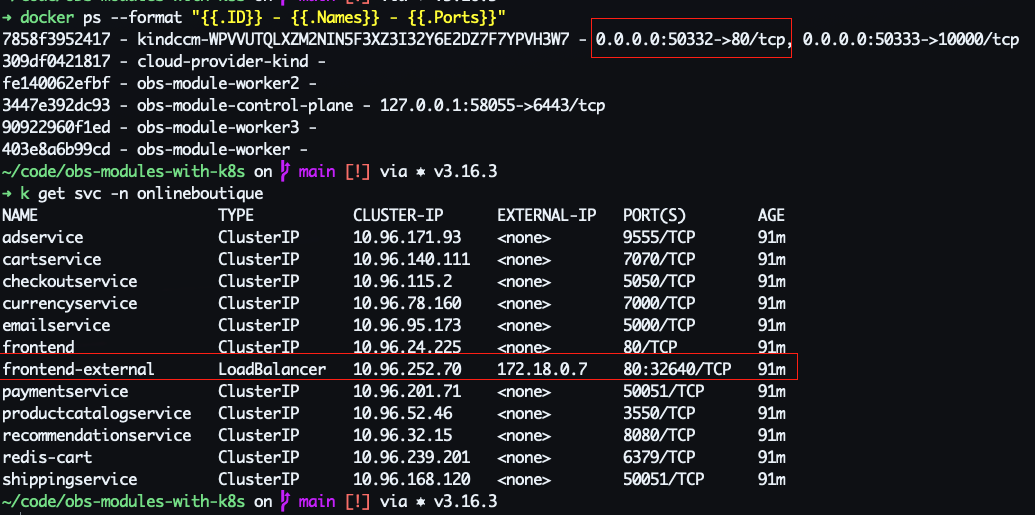 ➜ docker ps --format "{{.ID}} - {{.Names}} - {{.Ports}}"
7858f3952417 - kindccm-WPVVUTQLXZM2NIN5F3XZ3I32Y6E2DZ7F7YPVH3W7 - 0.0.0.0:50332->80/tcp, 0.0.0.0:50333->10000/tcp
309df0421817 - cloud-provider-kind -
fe140062efbf - obs-module-worker2 -
3447e392dc93 - obs-module-control-plane - 127.0.0.1:58055->6443/tcp
90922960f1ed - obs-module-worker3 -
403e8a6b99cd - obs-module-worker -
~/code/obs-modules-with-k8s on main [!] via v3.16.3
➜ k get svc -n onlineboutique
NAME TYPE CLUSTER-IP EXTERNAL-IP PORT(S) AGE
adservice ClusterIP 10.96.171.93 <none> 9555/TCP 91m
cartservice ClusterIP 10.96.140.111 <none> 7070/TCP 91m
checkoutservice ClusterIP 10.96.115.2 <none> 5050/TCP 91m
currencyservice ClusterIP 10.96.78.160 <none> 7000/TCP 91m
emailservice ClusterIP 10.96.95.173 <none> 5000/TCP 91m
frontend ClusterIP 10.96.24.225 <none> 80/TCP 91m
frontend-external LoadBalancer 10.96.252.70 172.18.0.7 80:32640/TCP 91m
paymentservice ClusterIP 10.96.201.71 <none> 50051/TCP 91m
productcatalogservice ClusterIP 10.96.52.46 <none> 3550/TCP 91m
recommendationservice ClusterIP 10.96.32.15 <none> 8080/TCP 91m
redis-cart ClusterIP 10.96.239.201 <none> 6379/TCP 91m
shippingservice ClusterIP 10.96.168.120 <none> 50051/TCP 91m
~/code/obs-modules-with-k8s on main [!] via v3.16.3